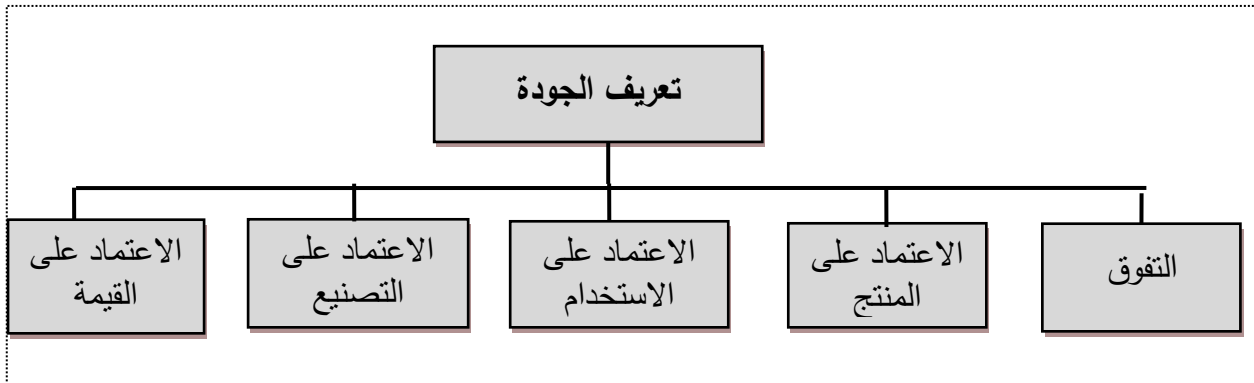 تعريف الجودة
التفوق
الاعتماد على
المنتج
الاعتماد على
الاستخدام
الاعتماد على
التصنيع
الاعتماد على
القيمة